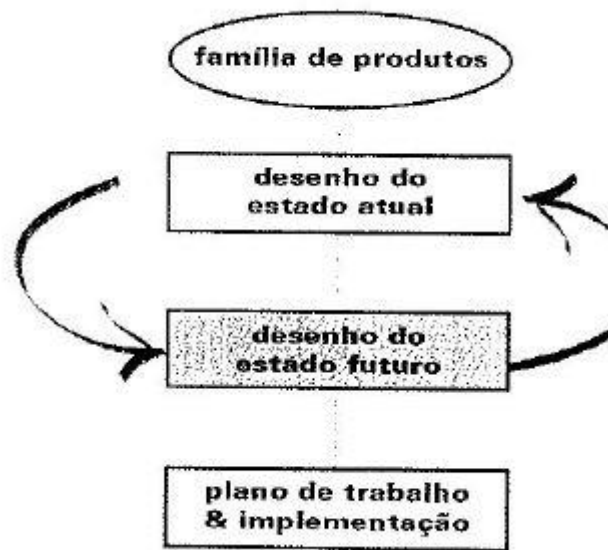 família de produtos
desenho do
estado atual
desenho do
estado futuro
plano de trabalho
& implementação